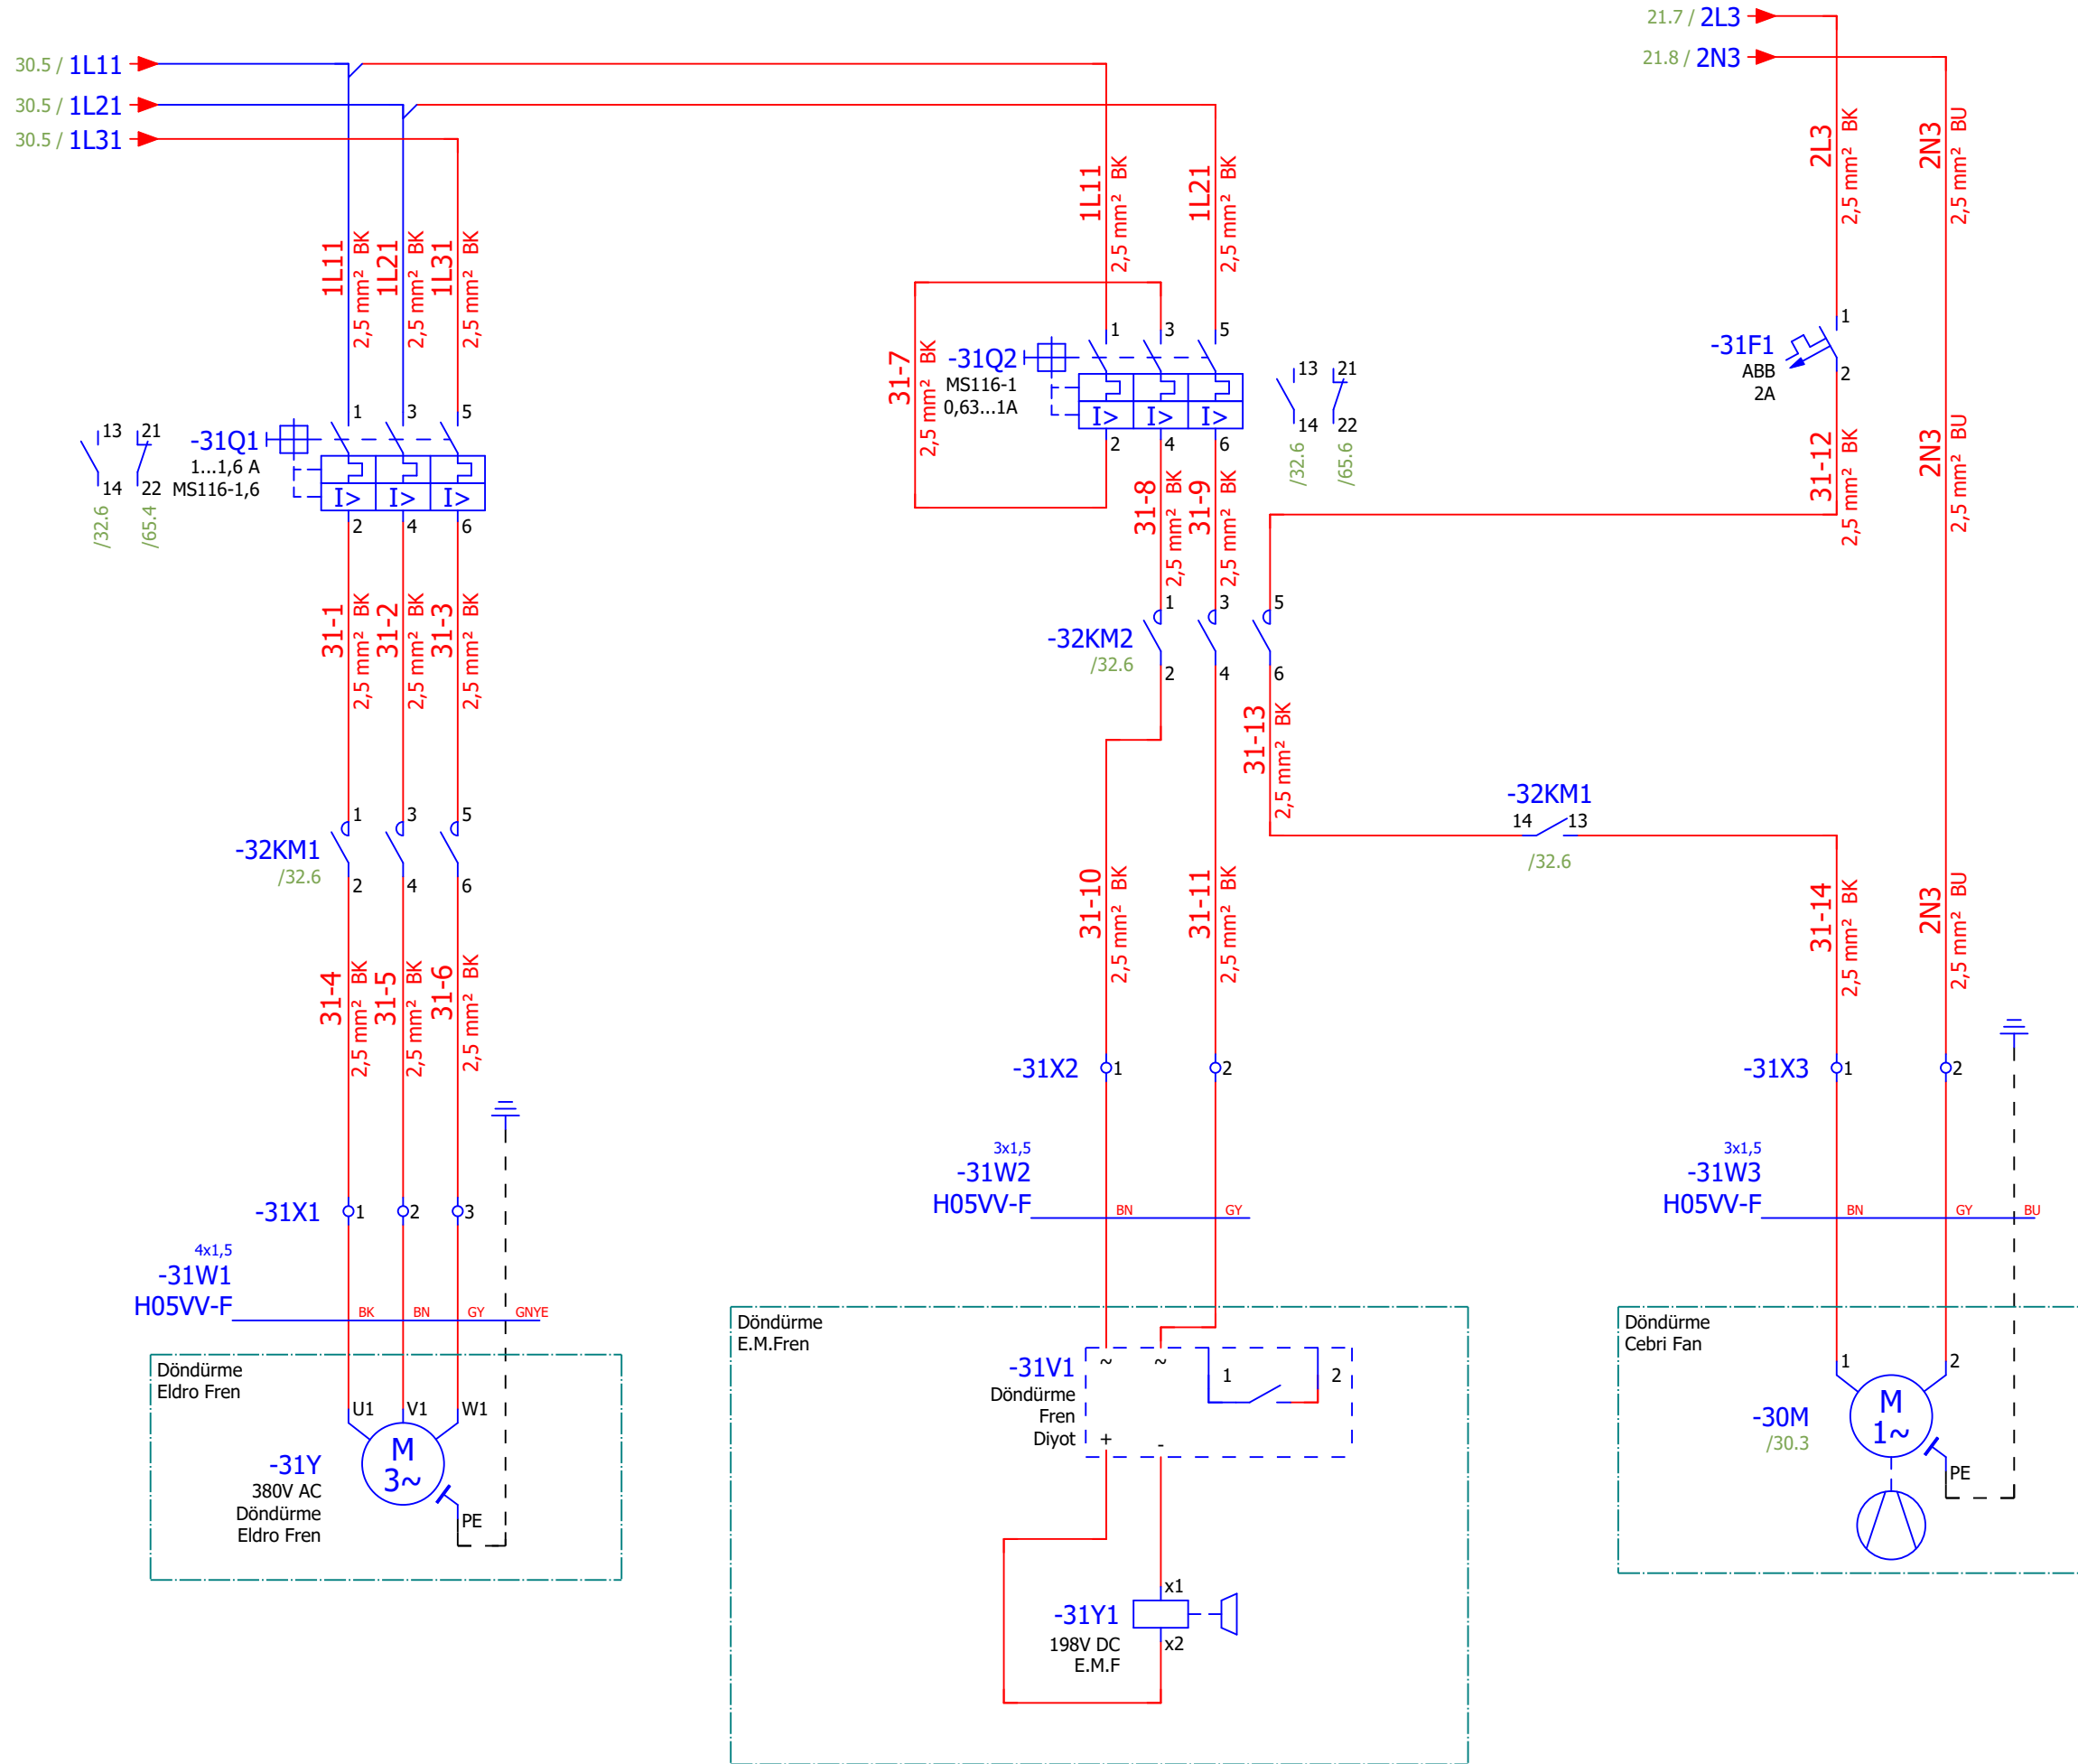 30.5 / 1L11
30.5 / 1L21
30.5 / 1L31
21.7 / 2L3
21.8 / 2N3
1L11
2,5 mm² BK
1L21
2,5 mm² BK
1L31
2,5 mm² BK
1L11
2,5 mm² BK
1L21
2,5 mm² BK
2L3
2,5 mm² BK
2N3
2,5 mm² BU
13 21
14 22
/32.6
/65.4
-31Q1
1...1,6 A
MS116-1,6
1 3 5
I> I> I>
2 4 6
31-7
2,5 mm² BK
-31Q2
MS116-1
0,63...1A
1 3 5
I> I> I>
2 4 6
13 21
14 22
/32.6
/65.6
-31F1
ABB
2A
1
2
31-12
2,5 mm² BK
2N3
2,5 mm² BU
31-1
2,5 mm² BK
31-2
2,5 mm² BK
31-3
2,5 mm² BK
31-8
2,5 mm² BK
31-9
2,5 mm² BK
-32KM2
/32.6
1 3 5
2 4 6
31-13
2,5 mm² BK
-32KM1
14 13
/32.6
-32KM1
/32.6
1 3 5
2 4 6
31-4
2,5 mm² BK
31-5
2,5 mm² BK
31-6
2,5 mm² BK
31-10
2,5 mm² BK
31-11
2,5 mm² BK
31-14
2,5 mm² BK
2N3
2,5 mm² BU
-31X2
1 2
-31X3
1 2
-31X1
1 2 3
4x1,5
-31W1
H05VV-F
BK BN GY GNYE
3x1,5
-31W2
H05VV-F
BN GY
3x1,5
-31W3
H05VV-F
BN GY BU
Döndürme
Eldro Fren
U1 V1 W1
M
3~
PE
-31Y
380V AC
Döndürme
Eldro Fren
Döndürme
E.M.Fren
-31V1
Döndürme
Fren
Diyot
~ ~
1 2
+ -
-31Y1
198V DC
E.M.F
x1
x2
Döndürme
Cebri Fan
1 2
-30M
/30.3
M
1~
PE